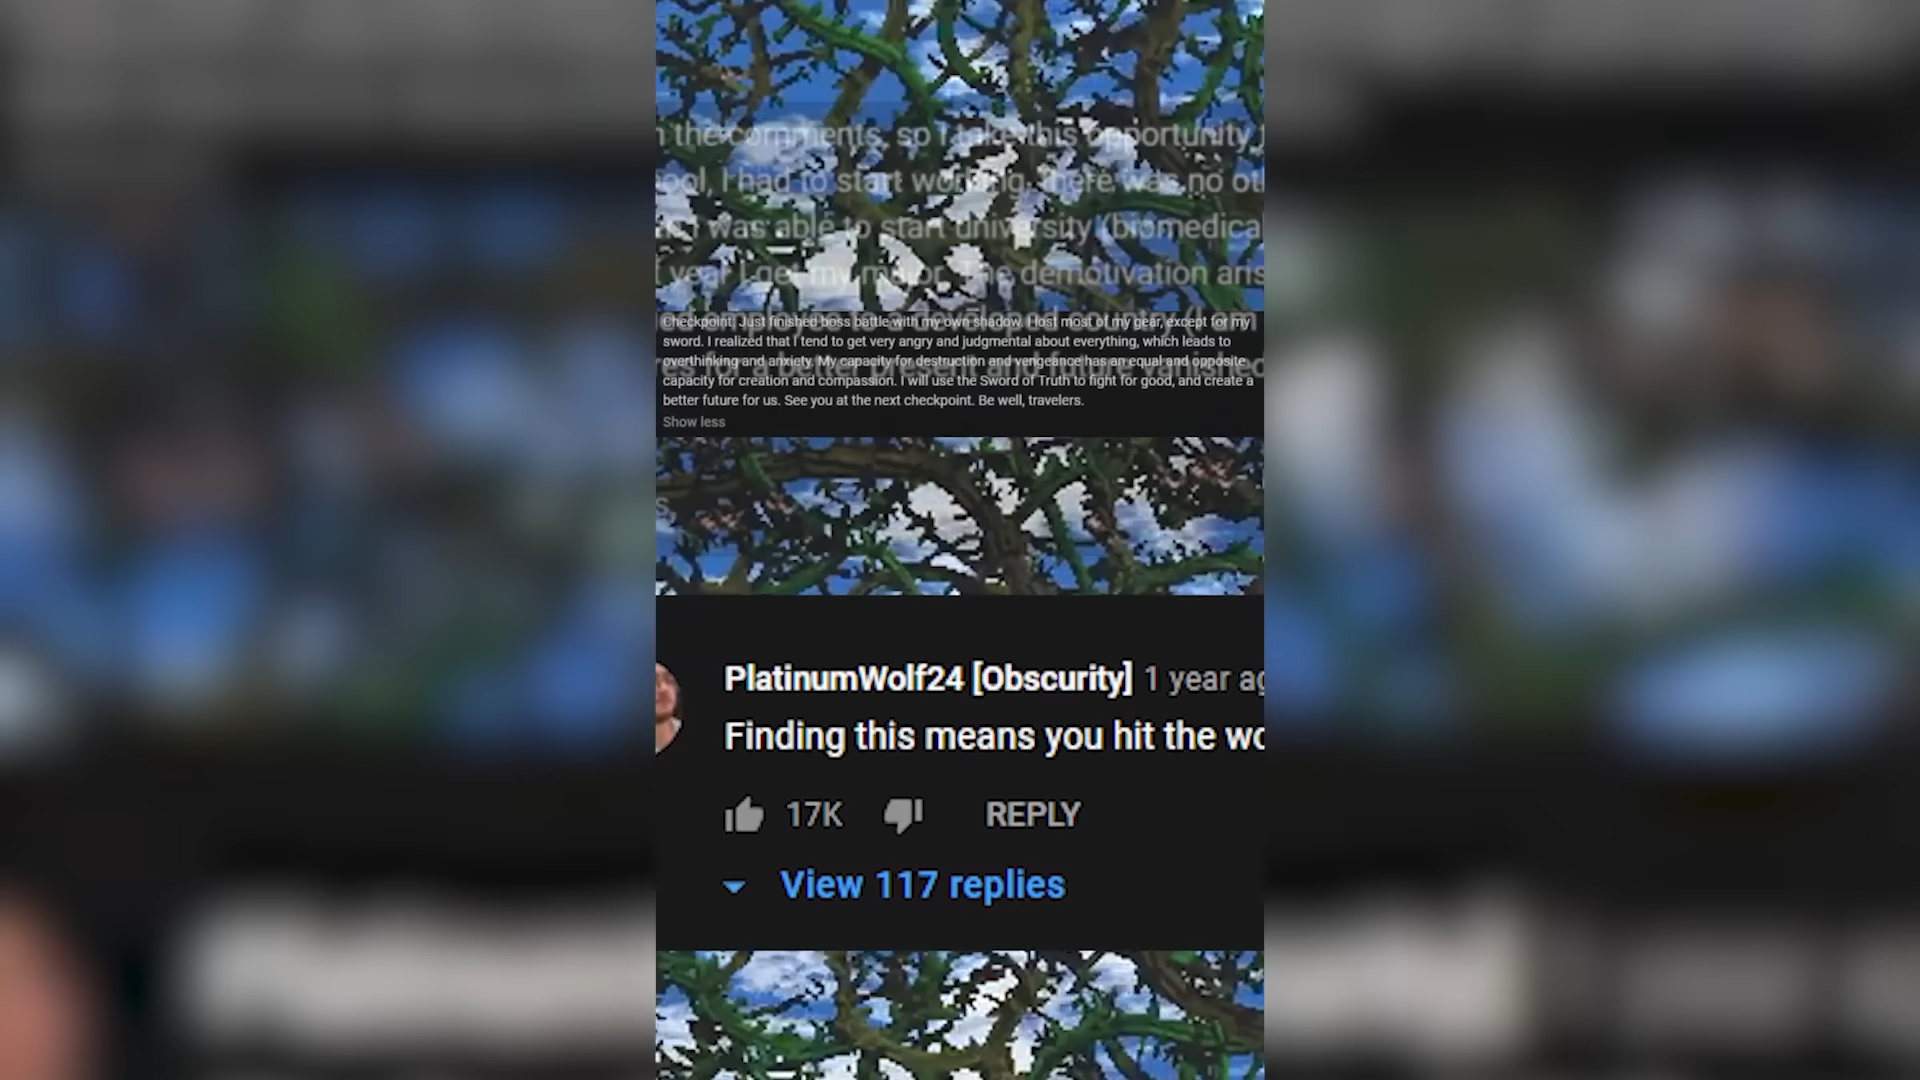 the comments, so I take this opportunity
I had to start working, there was no
I was able to start university (biomedical
year I get my major. The demotivation
Checkpoint: Just finished boss battle with my own shadow. I lost most of my gear, except for my
sword. I realized that I tend to get very angry and judgmental about everything, which leads to
overthinking and anxiety. My capacity for destruction and vengeance has an equal and opposite
capacity for creation and compassion. I will use the Sword of Truth to fight for good, and create a
better future for us. See you at the next checkpoint. Be well, travelers.
Show less
PlatinumWolf24 [Obscurity] 1 year ag
Finding this means you hit the wo
17K REPLY
View 117 replies